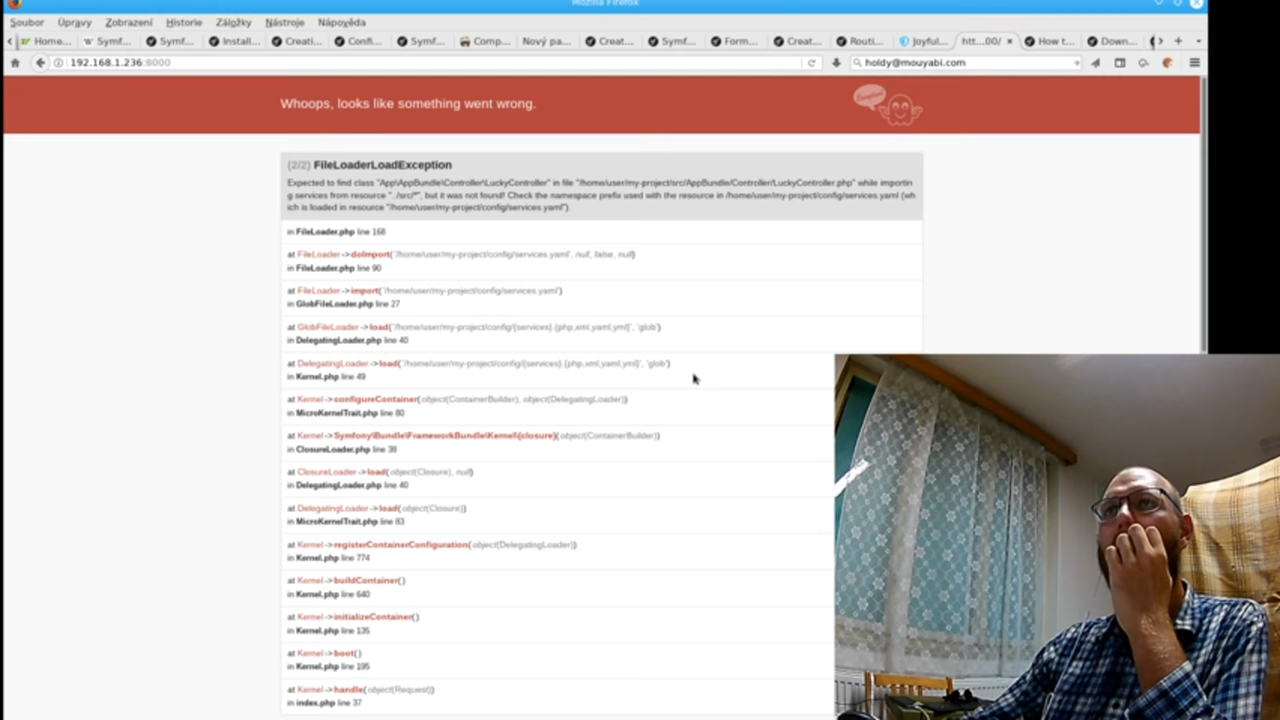 Mozilla Firefox
Soubor Úpravy Zobrazení Historie Záložky Nástroje Nápověda
Home... Symf... Symf... Install... Creati... Confi... Symf... Comp... Nový pa... Creat... Symf... Form... Creat... Routi... Joyful... htt...00/ How t... Down...
192.168.1.236:8000 holdy@mouyabi.com
Whoops, looks like something went wrong.
Exception!
(2/2) FileLoaderLoadException
Expected to find class "App\AppBundle\Controller\LuckyController" in file "/home/user/my-project/src/AppBundle/Controller/LuckyController.php" while importin
g services from resource "../src/*", but it was not found! Check the namespace prefix used with the resource in /home/user/my-project/config/services.yaml (wh
ich is loaded in resource "/home/user/my-project/config/services.yaml").
in FileLoader.php line 168
at FileLoader->doImport('/home/user/my-project/config/services.yaml', null, false, null)
in FileLoader.php line 90
at FileLoader->import('/home/user/my-project/config/services.yaml')
in GlobFileLoader.php line 27
at GlobFileLoader->load('/home/user/my-project/config/{services}.{php,xml,yaml,yml}', 'glob')
in DelegatingLoader.php line 40
at DelegatingLoader->load('/home/user/my-project/config/{services}.{php,xml,yaml,yml}', 'glob')
in Kernel.php line 49
at Kernel->configureContainer(object(ContainerBuilder), object(DelegatingLoader))
in MicroKernelTrait.php line 80
at Kernel->Symfony\Bundle\FrameworkBundle\Kernel\{closure}(object(ContainerBuilder))
in ClosureLoader.php line 38
at ClosureLoader->load(object(Closure), null)
in DelegatingLoader.php line 40
at DelegatingLoader->load(object(Closure))
in MicroKernelTrait.php line 83
at Kernel->registerContainerConfiguration(object(DelegatingLoader))
in Kernel.php line 774
at Kernel->buildContainer()
in Kernel.php line 640
at Kernel->initializeContainer()
in Kernel.php line 135
at Kernel->boot()
in Kernel.php line 195
at Kernel->handle(object(Request))
in index.php line 37